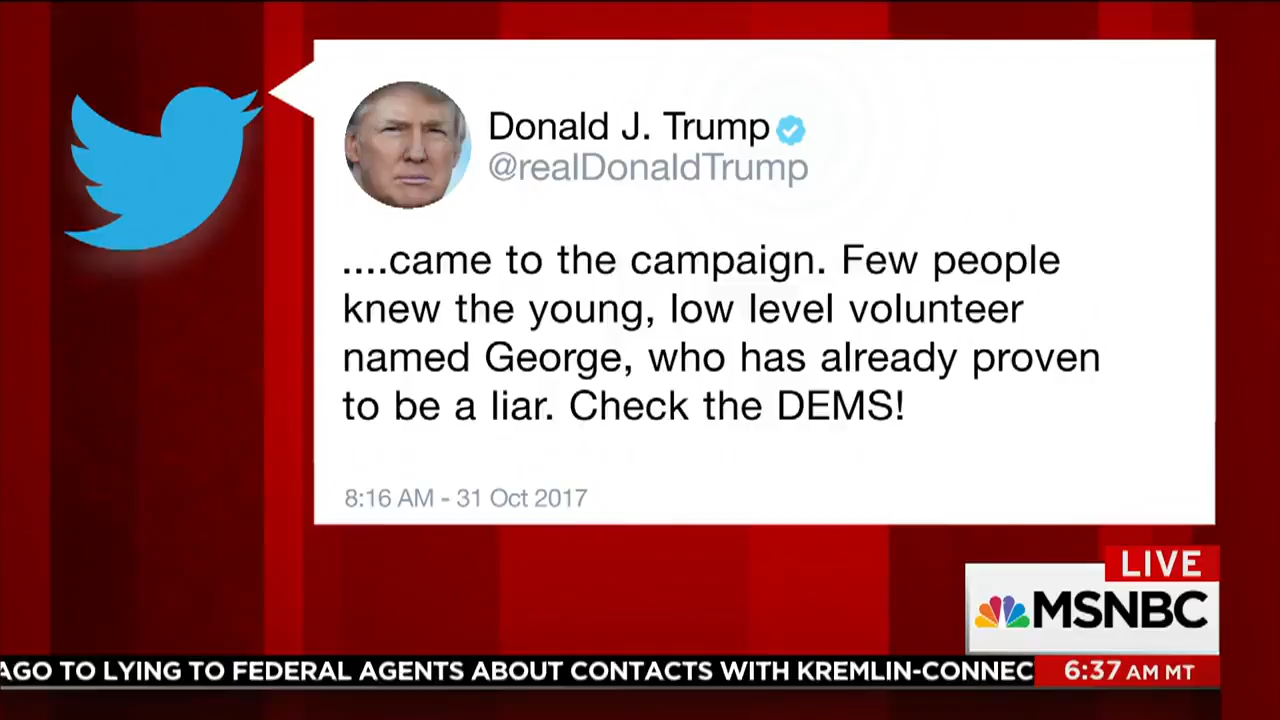 Donald J. Trump
@realDonaldTrump
....came to the campaign. Few people
knew the young, low level volunteer
named George, who has already proven
to be a liar. Check the DEMS!
8:16 AM - 31 Oct 2017
LIVE
MSNBC
AGO TO LYING TO FEDERAL AGENTS ABOUT CONTACTS WITH KREMLIN-CONNEC
6:37 AM MT